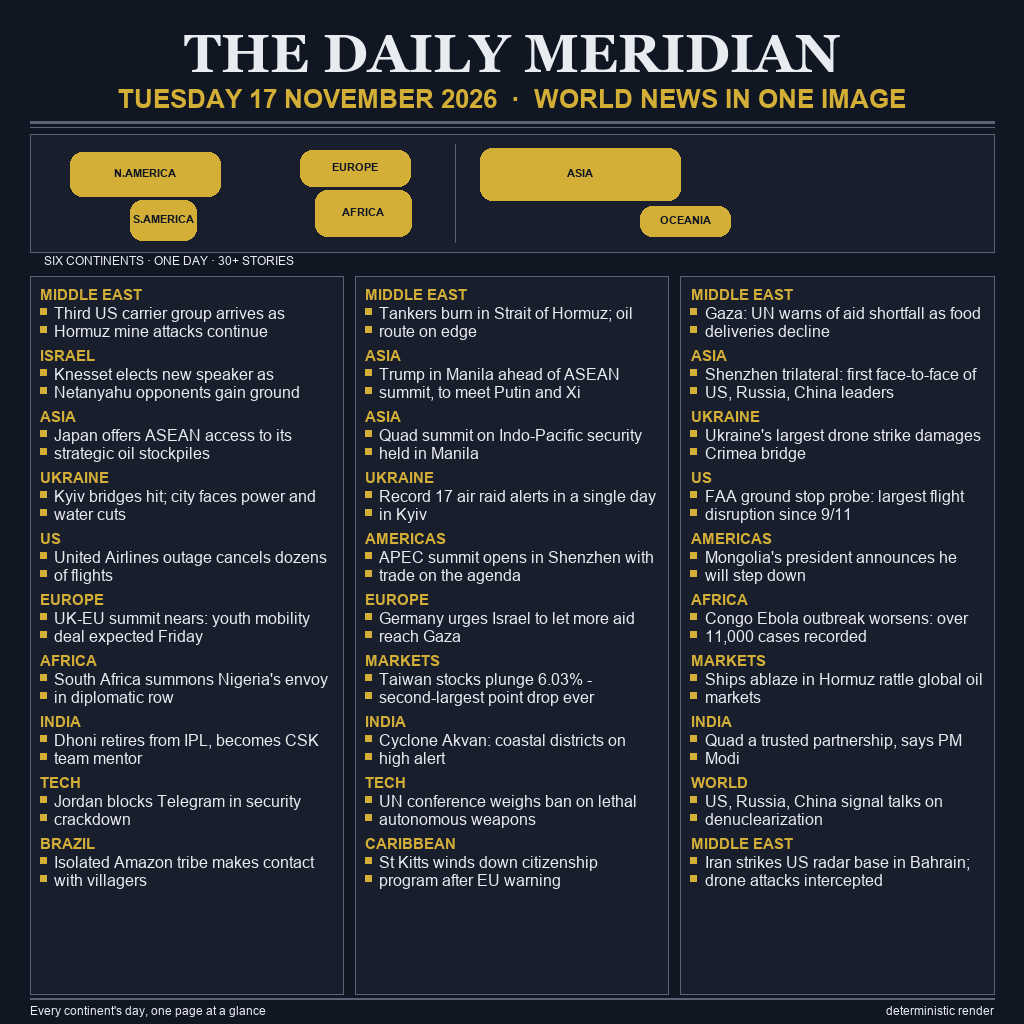 THE DAILY MERIDIAN
TUESDAY 17 NOVEMBER 2026 · WORLD NEWS IN ONE IMAGE
N.AMERICA
S.AMERICA
EUROPE
AFRICA
ASIA
OCEANIA
SIX CONTINENTS · ONE DAY · 30+ STORIES
MIDDLE EAST
Third US carrier group arrives as
Hormuz mine attacks continue
ISRAEL
Knesset elects new speaker as
Netanyahu opponents gain ground
ASIA
Japan offers ASEAN access to its
strategic oil stockpiles
UKRAINE
Kyiv bridges hit; city faces power and
water cuts
US
United Airlines outage cancels dozens
of flights
EUROPE
UK-EU summit nears: youth mobility
deal expected Friday
AFRICA
South Africa summons Nigeria's envoy
in diplomatic row
INDIA
Dhoni retires from IPL, becomes CSK
team mentor
TECH
Jordan blocks Telegram in security
crackdown
BRAZIL
Isolated Amazon tribe makes contact
with villagers
MIDDLE EAST
Tankers burn in Strait of Hormuz; oil
route on edge
ASIA
Trump in Manila ahead of ASEAN
summit, to meet Putin and Xi
ASIA
Quad summit on Indo-Pacific security
held in Manila
UKRAINE
Record 17 air raid alerts in a single day
in Kyiv
AMERICAS
APEC summit opens in Shenzhen with
trade on the agenda
EUROPE
Germany urges Israel to let more aid
reach Gaza
MARKETS
Taiwan stocks plunge 6.03% -
second-largest point drop ever
INDIA
Cyclone Akvan: coastal districts on
high alert
TECH
UN conference weighs ban on lethal
autonomous weapons
CARIBBEAN
St Kitts winds down citizenship
program after EU warning
MIDDLE EAST
Gaza: UN warns of aid shortfall as food
deliveries decline
ASIA
Shenzhen trilateral: first face-to-face of
US, Russia, China leaders
UKRAINE
Ukraine's largest drone strike damages
Crimea bridge
US
FAA ground stop probe: largest flight
disruption since 9/11
AMERICAS
Mongolia's president announces he
will step down
AFRICA
Congo Ebola outbreak worsens: over
11,000 cases recorded
MARKETS
Ships ablaze in Hormuz rattle global oil
markets
INDIA
Quad a trusted partnership, says PM
Modi
WORLD
US, Russia, China signal talks on
denuclearization
MIDDLE EAST
Iran strikes US radar base in Bahrain;
drone attacks intercepted
Every continent's day, one page at a glance
deterministic render